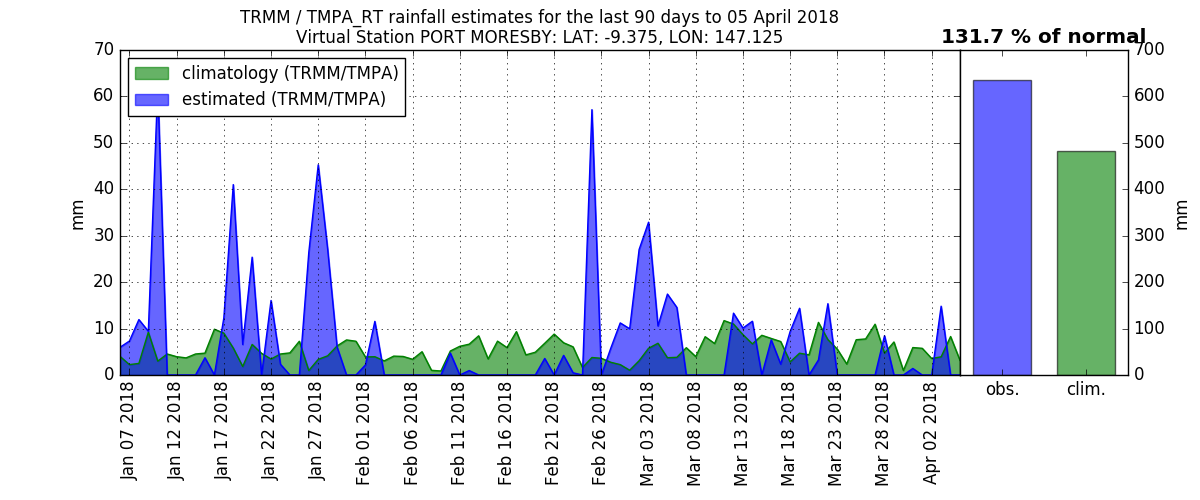 TRMM / TMPA_RT rainfall estimates for the last 90 days to 05 April 2018
Virtual Station PORT MORESBY: LAT: -9.375, LON: 147.125
131.7 % of normal
climatology (TRMM/TMPA)
estimated (TRMM/TMPA)
70
60
50
40
30
20
10
0
mm
Jan 07 2018
Jan 12 2018
Jan 17 2018
Jan 22 2018
Jan 27 2018
Feb 01 2018
Feb 06 2018
Feb 11 2018
Feb 16 2018
Feb 21 2018
Feb 26 2018
Mar 03 2018
Mar 08 2018
Mar 13 2018
Mar 18 2018
Mar 23 2018
Mar 28 2018
Apr 02 2018
obs.
clim.
700
600
500
400
300
200
100
0
mm